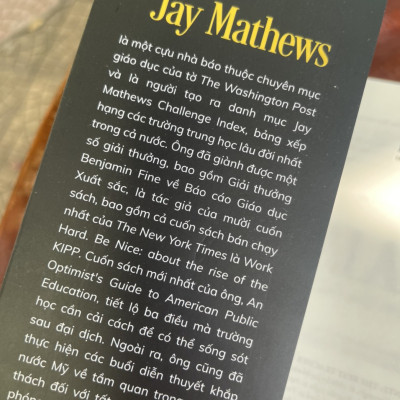 Jay Mathews
là một cựu nhà báo thuộc chuyên mục
giáo dục của tờ The Washington Post
và là người tạo ra danh mục Jay
Mathews Challenge Index, bảng xếp
hạng các trường trung học lâu đời nhất
trong cả nước. Ông đã giành được một
số giải thưởng, bao gồm Giải thưởng
Benjamin Fine về Báo cáo Giáo dục
Xuất sắc, là tác giả của mười cuốn
sách, bao gồm cả cuốn sách bán chạy
nhất của The New York Times là Work
Hard. Be Nice: about the rise of the
KIPP. Cuốn sách mới nhất của ông, An
Optimist's Guide to American Public
Education, tiết lộ ba điều mà trường
học cần cải cách để có thể sống sót
sau đại dịch. Ngoài ra, ông cũng đã
thực hiện các buổi diễn thuyết khắp
nước Mỹ về tầm quan trọng
thách đối với